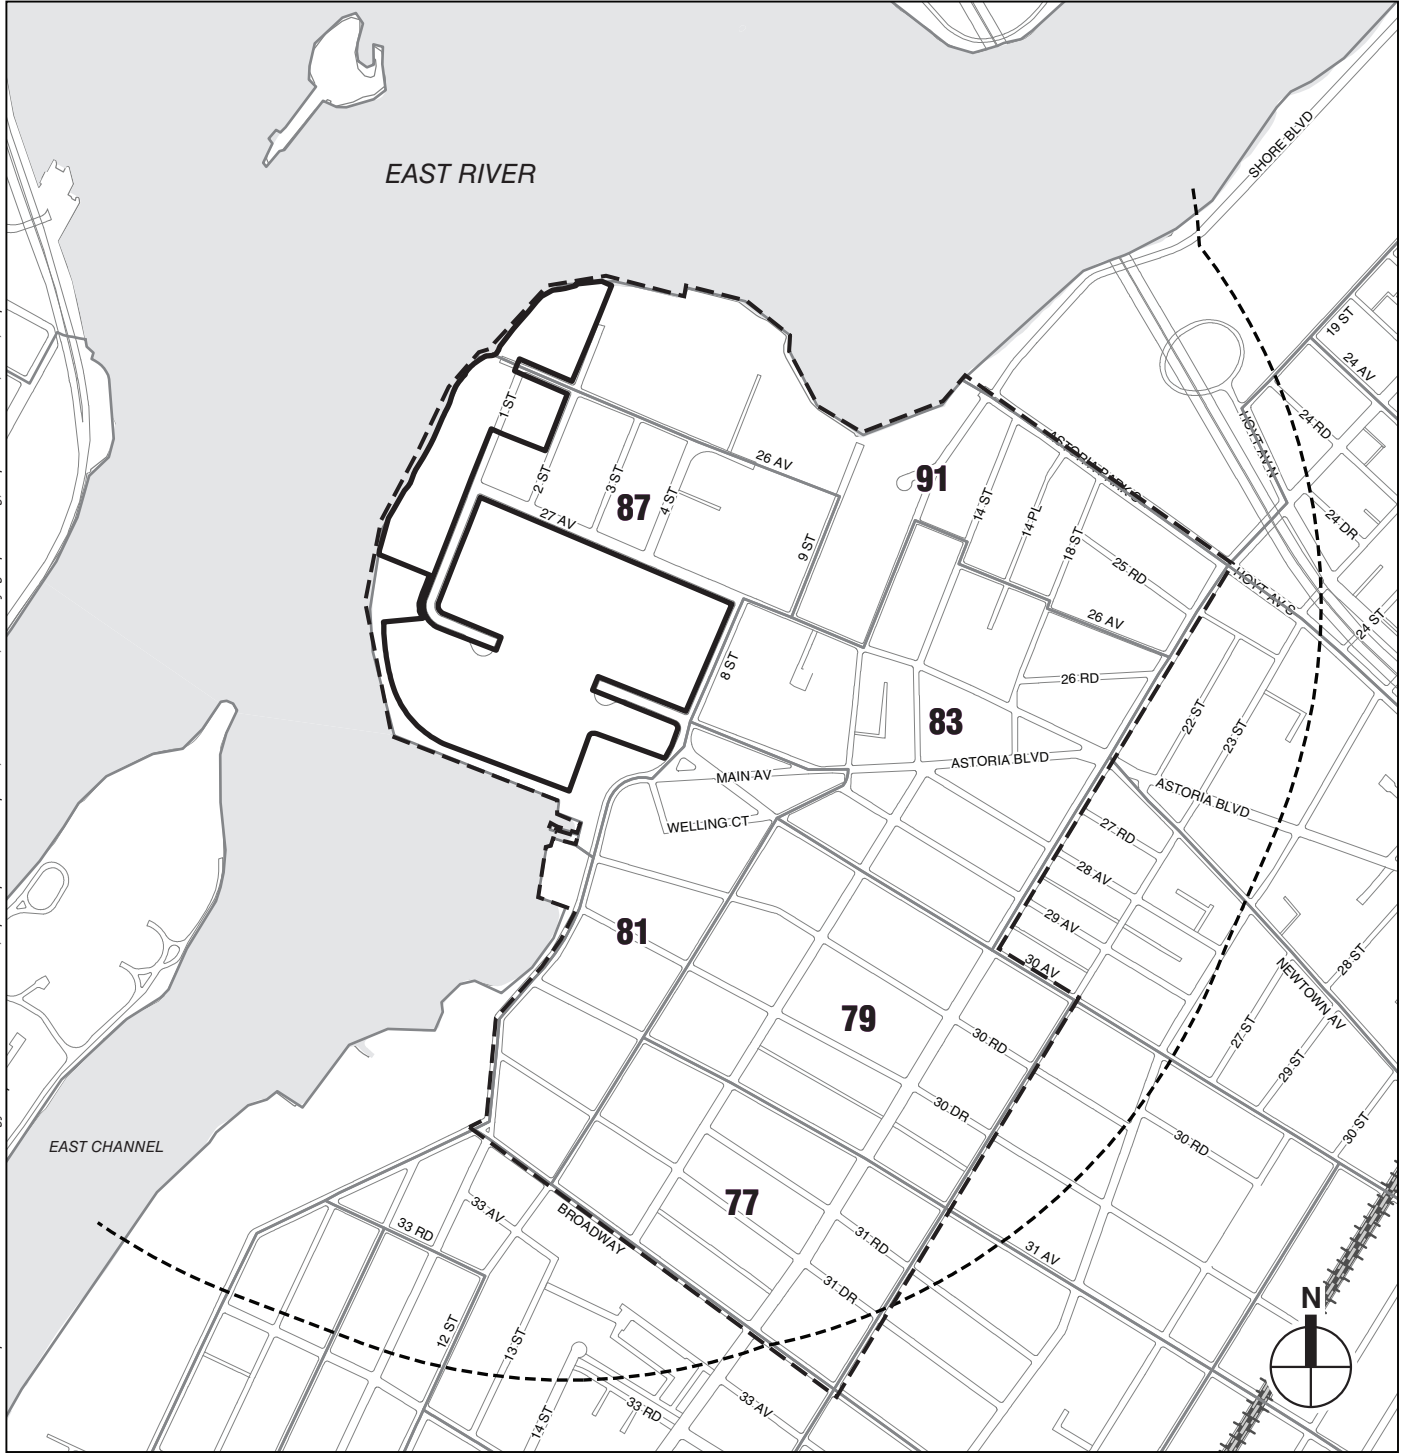 EAST RIVER
SHORE BLVD
19 ST
24 AV
24 RD
HOYT AV N
1 ST
ASTORIA PARK S
26 AV
91
2 ST
3 ST
4 ST
87
14 ST
14 PL
18 ST
24 DR
27 AV
9 ST
25 RD
HOYT AV S
26 AV
24 ST
8 ST
26 RD
22 ST
23 ST
83
ASTORIA BLVD
MAIN AV
ASTORIA BLVD
WELLING CT
27 RD
28 AV
29 AV
81
30 AV
28 ST
NEWTOWN AV
79
30 RD
27 ST
29 ST
30 DR
30 ST
30 RD
EAST CHANNEL
77
33 AV
33 RD
BROADWAY
31 RD
31 AV
31 DR
N
12 ST
13 ST
14 ST
33 RD
33 AV